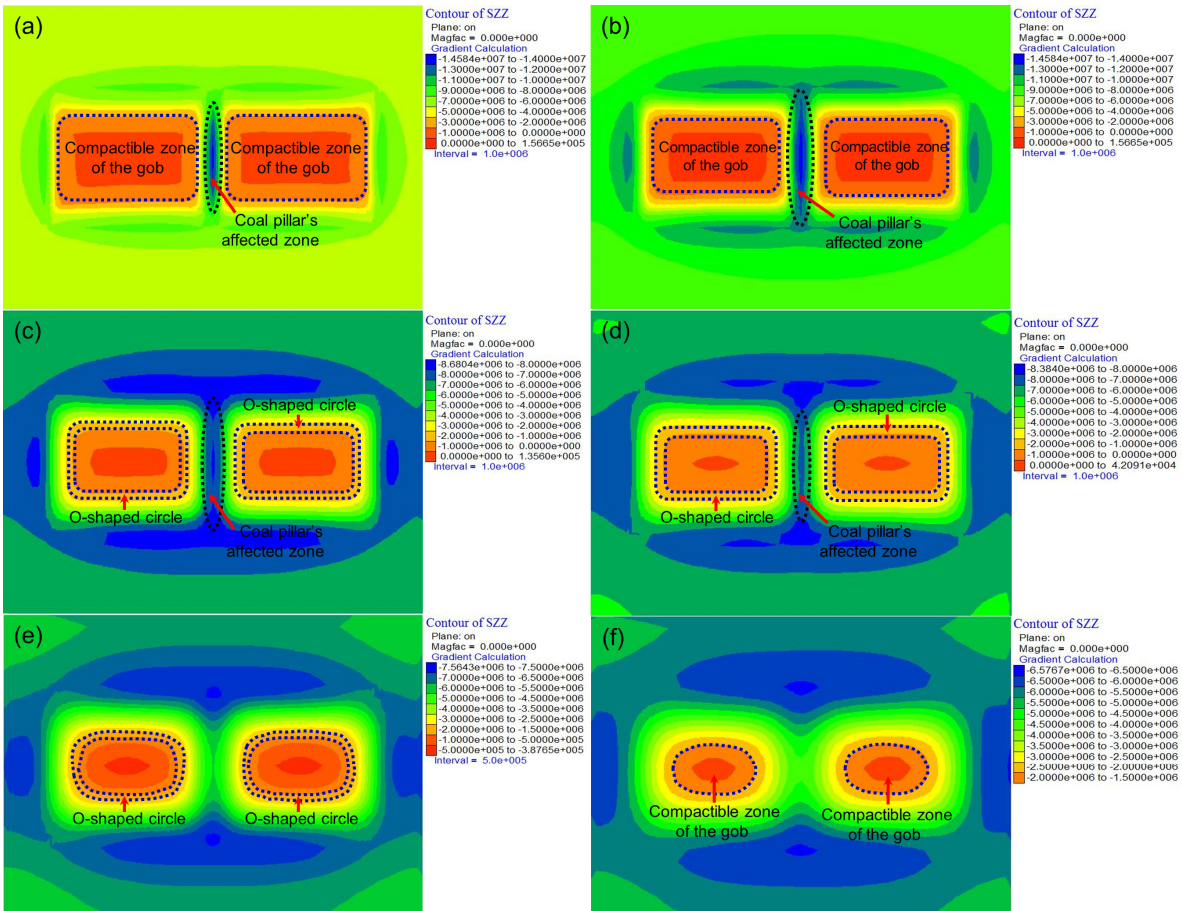 (a)
Compactible zone
of the gob
Compactible zone
of the gob
Coal pillar's
affected zone
Contour of SZZ
Plane: on
Magfac = 0.000e+000
Gradient Calculation
-1.4584e+007 to -1.4000e+007
-1.3000e+007 to -1.2000e+007
-1.1000e+007 to -1.0000e+007
-9.0000e+006 to -8.0000e+006
-7.0000e+006 to -6.0000e+006
-5.0000e+006 to -4.0000e+006
-3.0000e+006 to -2.0000e+006
-1.0000e+006 to 0.0000e+000
0.0000e+000 to 1.5665e+005
Interval = 1.0e+006
(b)
Compactible zone
of the gob
Compactible zone
of the gob
Coal pillar's
affected zone
Contour of SZZ
Plane: on
Magfac = 0.000e+000
Gradient Calculation
-1.4584e+007 to -1.4000e+007
-1.3000e+007 to -1.2000e+007
-1.1000e+007 to -1.0000e+007
-9.0000e+006 to -8.0000e+006
-7.0000e+006 to -6.0000e+006
-5.0000e+006 to -4.0000e+006
-3.0000e+006 to -2.0000e+006
-1.0000e+006 to 0.0000e+000
0.0000e+000 to 1.5665e+005
Interval = 1.0e+006
(c)
O-shaped circle
O-shaped circle
Coal pillar's
affected zone
Contour of SZZ
Plane: on
Magfac = 0.000e+000
Gradient Calculation
-8.6804e+006 to -8.0000e+006
-8.0000e+006 to -7.0000e+006
-7.0000e+006 to -6.0000e+006
-6.0000e+006 to -5.0000e+006
-5.0000e+006 to -4.0000e+006
-4.0000e+006 to -3.0000e+006
-3.0000e+006 to -2.0000e+006
-2.0000e+006 to -1.0000e+006
-1.0000e+006 to 0.0000e+000
0.0000e+000 to 1.3560e+005
Interval = 1.0e+006
(d)
O-shaped circle
O-shaped circle
Coal pillar's
affected zone
Contour of SZZ
Plane: on
Magfac = 0.000e+000
Gradient Calculation
-8.3840e+006 to -8.0000e+006
-8.0000e+006 to -7.0000e+006
-7.0000e+006 to -6.0000e+006
-6.0000e+006 to -5.0000e+006
-5.0000e+006 to -4.0000e+006
-4.0000e+006 to -3.0000e+006
-3.0000e+006 to -2.0000e+006
-2.0000e+006 to -1.0000e+006
-1.0000e+006 to 0.0000e+000
0.0000e+000 to 4.2091e+004
Interval = 1.0e+006
(e)
O-shaped circle
O-shaped circle
Contour of SZZ
Plane: on
Magfac = 0.000e+000
Gradient Calculation
-7.5643e+006 to -7.5000e+006
-7.0000e+006 to -6.5000e+006
-6.0000e+006 to -5.5000e+006
-5.0000e+006 to -4.5000e+006
-4.0000e+006 to -3.5000e+006
-3.0000e+006 to -2.5000e+006
-2.0000e+006 to -1.5000e+006
-1.0000e+006 to -5.0000e+005
-5.0000e+005 to -3.8765e+005
Interval = 5.0e+005
(f)
Compactible zone
of the gob
Compactible zone
of the gob
Contour of SZZ
Plane: on
Magfac = 0.000e+000
Gradient Calculation
-6.5767e+006 to -6.5000e+006
-6.5000e+006 to -6.0000e+006
-6.0000e+006 to -5.5000e+006
-5.5000e+006 to -5.0000e+006
-5.0000e+006 to -4.5000e+006
-4.5000e+006 to -4.0000e+006
-4.0000e+006 to -3.5000e+006
-3.5000e+006 to -3.0000e+006
-3.0000e+006 to -2.5000e+006
-2.5000e+006 to -2.0000e+006
-2.0000e+006 to -1.5000e+006